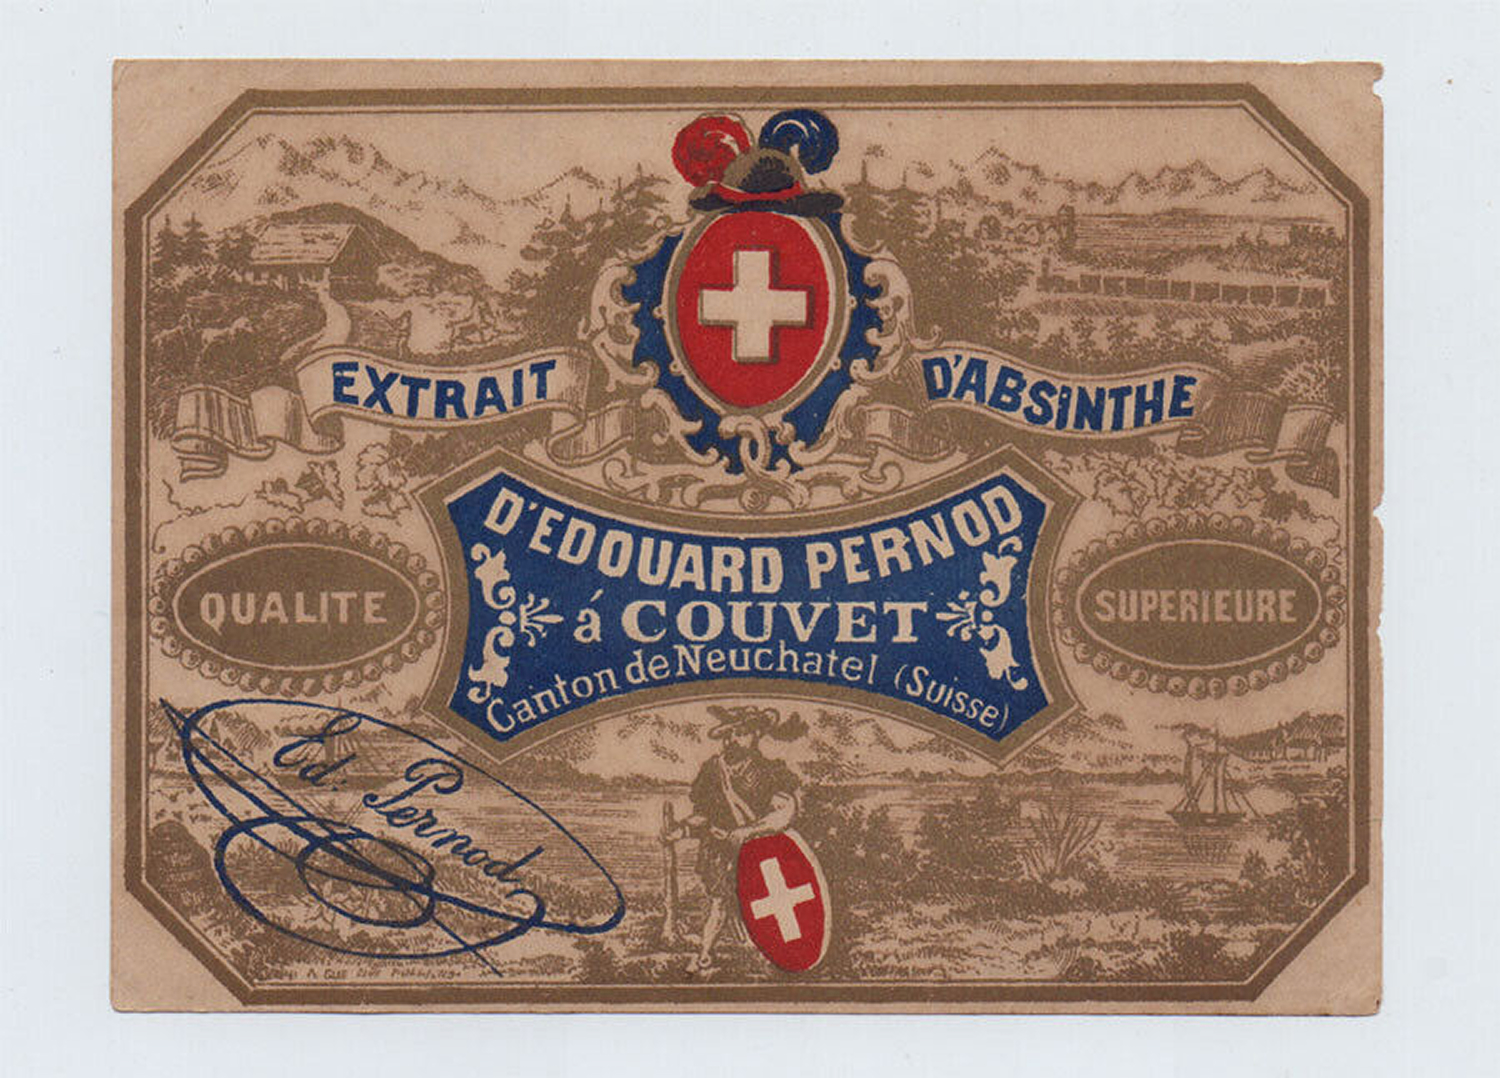 EXTRAIT D'ABSINTHE
D'EDOUARD PERNOD
á COUVET
Canton de Neuchatel (Suisse)
QUALITE
SUPERIEURE
Ed. Pernod